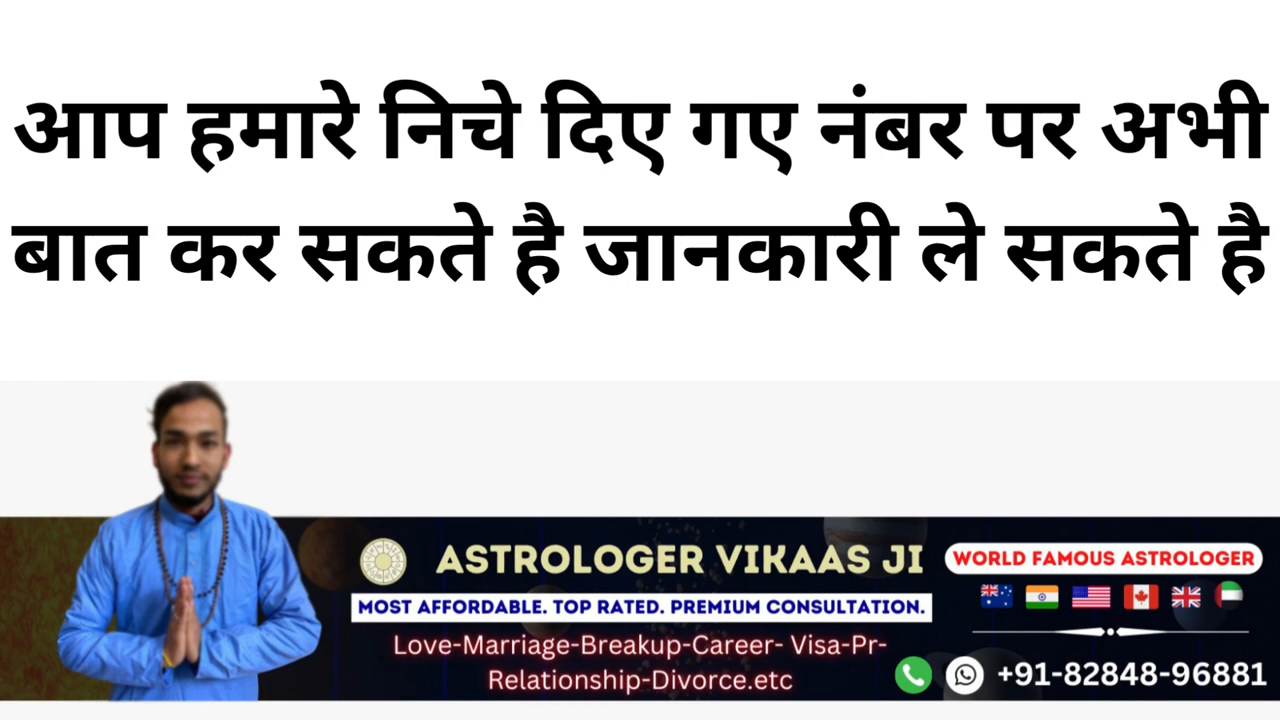 आप हमारे निचे दिए गए नंबर पर अभी
बात कर सकते है जानकारी ले सकते है
ASTROLOGER VIKAAS JI
MOST AFFORDABLE. TOP RATED. PREMIUM CONSULTATION.
Love-Marriage-Breakup-Career- Visa-Pr-
Relationship-Divorce.etc
WORLD FAMOUS ASTROLOGER
+91-82848-96881